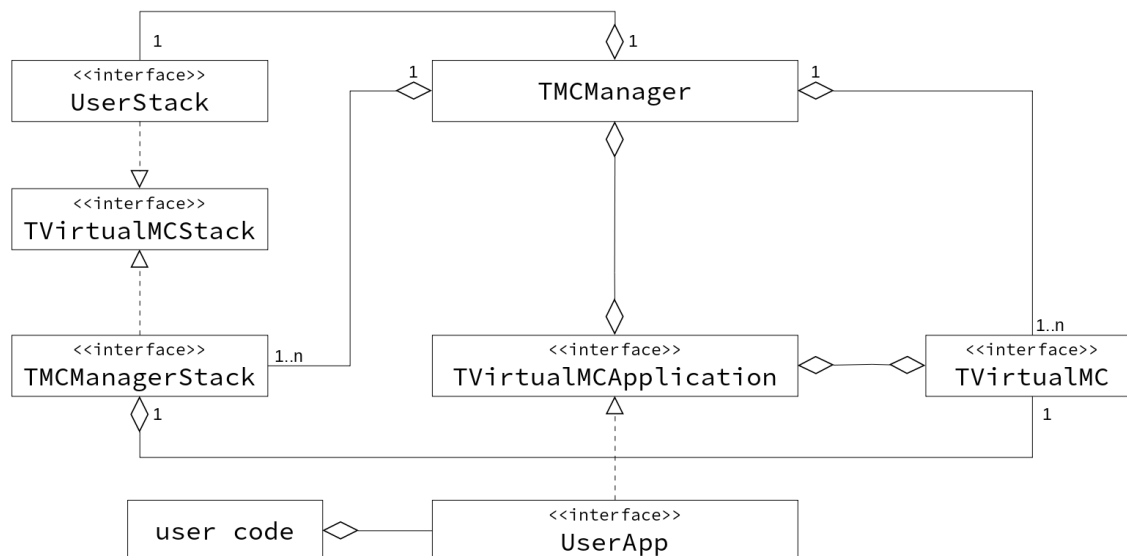 1
1
<<interface>>
UserStack
1
TMCManager
1
<<interface>>
TVirtualMCStack
<<interface>>
TMCManagerStack
1..n
<<interface>>
TVirtualMCApplication
1..n
<<interface>>
TVirtualMC
1
1
user code
<<interface>>
UserApp